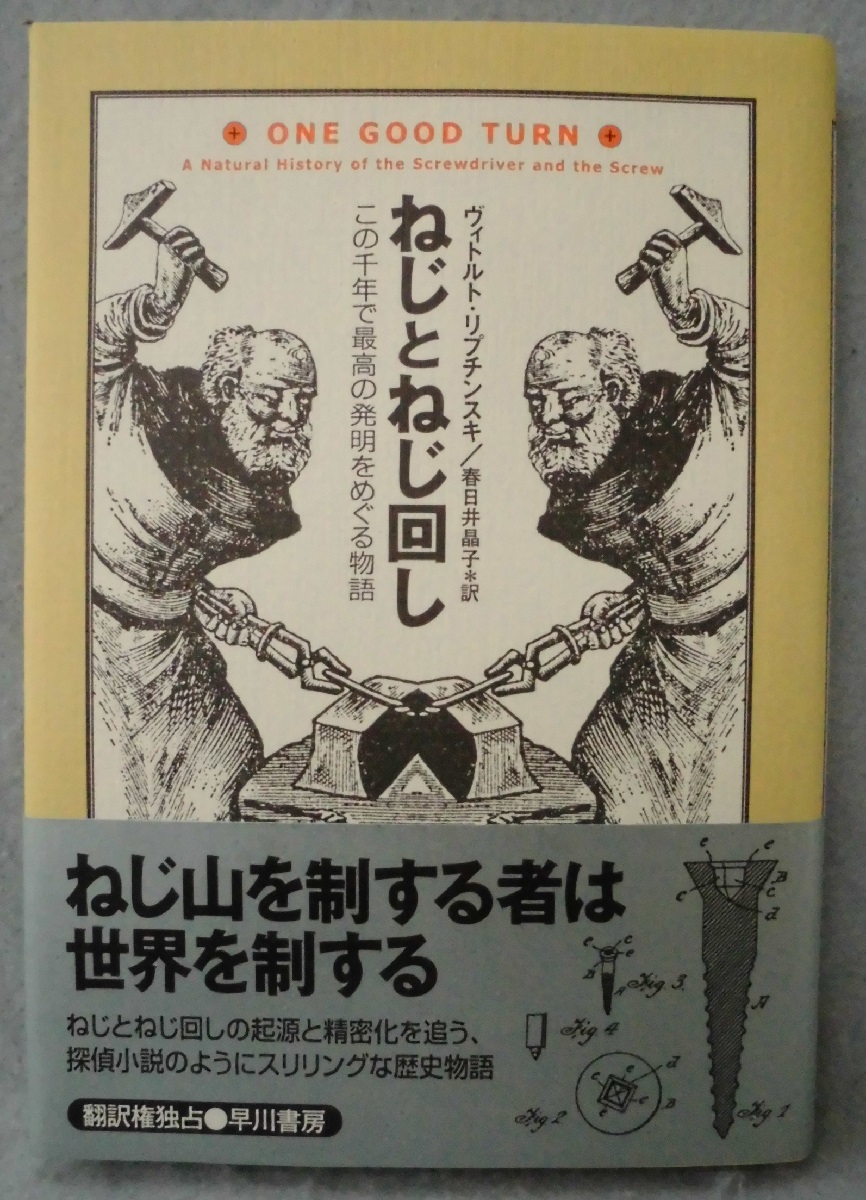 ONE GOOD TURN
A Natural History of the Screwdriver and the Screw
ヴィトルト・リプチンスキ/春日井晶子*訳
ねじとねじ回し
この千年で最高の発明をめぐる物語
ねじ山を制する者は
世界を制する
ねじとねじ回しの起源と精密化を追う、
探偵小説のようにスリリングな歴史物語
翻訳権独占●早川書房
e e
c B
c
d
e e
e
B A
Fig. 3.
A
Fig 4
d
e e
e e
B
Fig 2
Fig 1